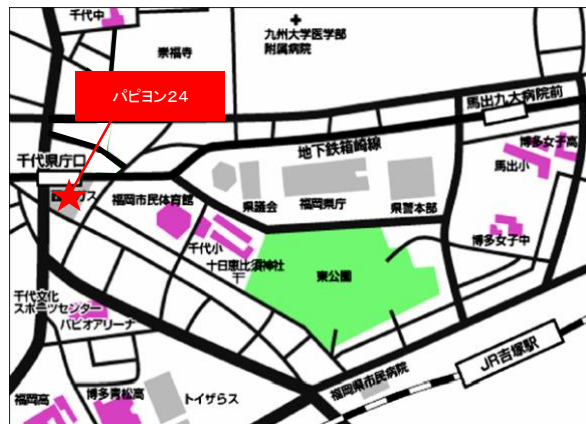 千代中
崇福寺
九州大学医学部
附属病院
パピヨン24
馬出九大病院前
地下鉄箱崎線
博多女子高
馬出小
千代県庁口
福岡市民体育館
県議会
福岡県庁
県警本部
千代小
博多女子中
十日恵比須神社
東公園
千代文化
スポーツセンター
パピオアリーナ
JR吉塚駅
福岡県市民病院
福岡高
博多青松高
トイザらス